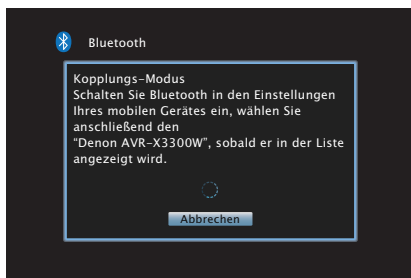 Bluetooth
Kopplungs-Modus
Schalten Sie Bluetooth in den Einstellungen
Ihres mobilen Gerätes ein, wählen Sie
anschließend den
“Denon AVR-X3300W”, sobald er in der Liste
angezeigt wird.
Abbrechen